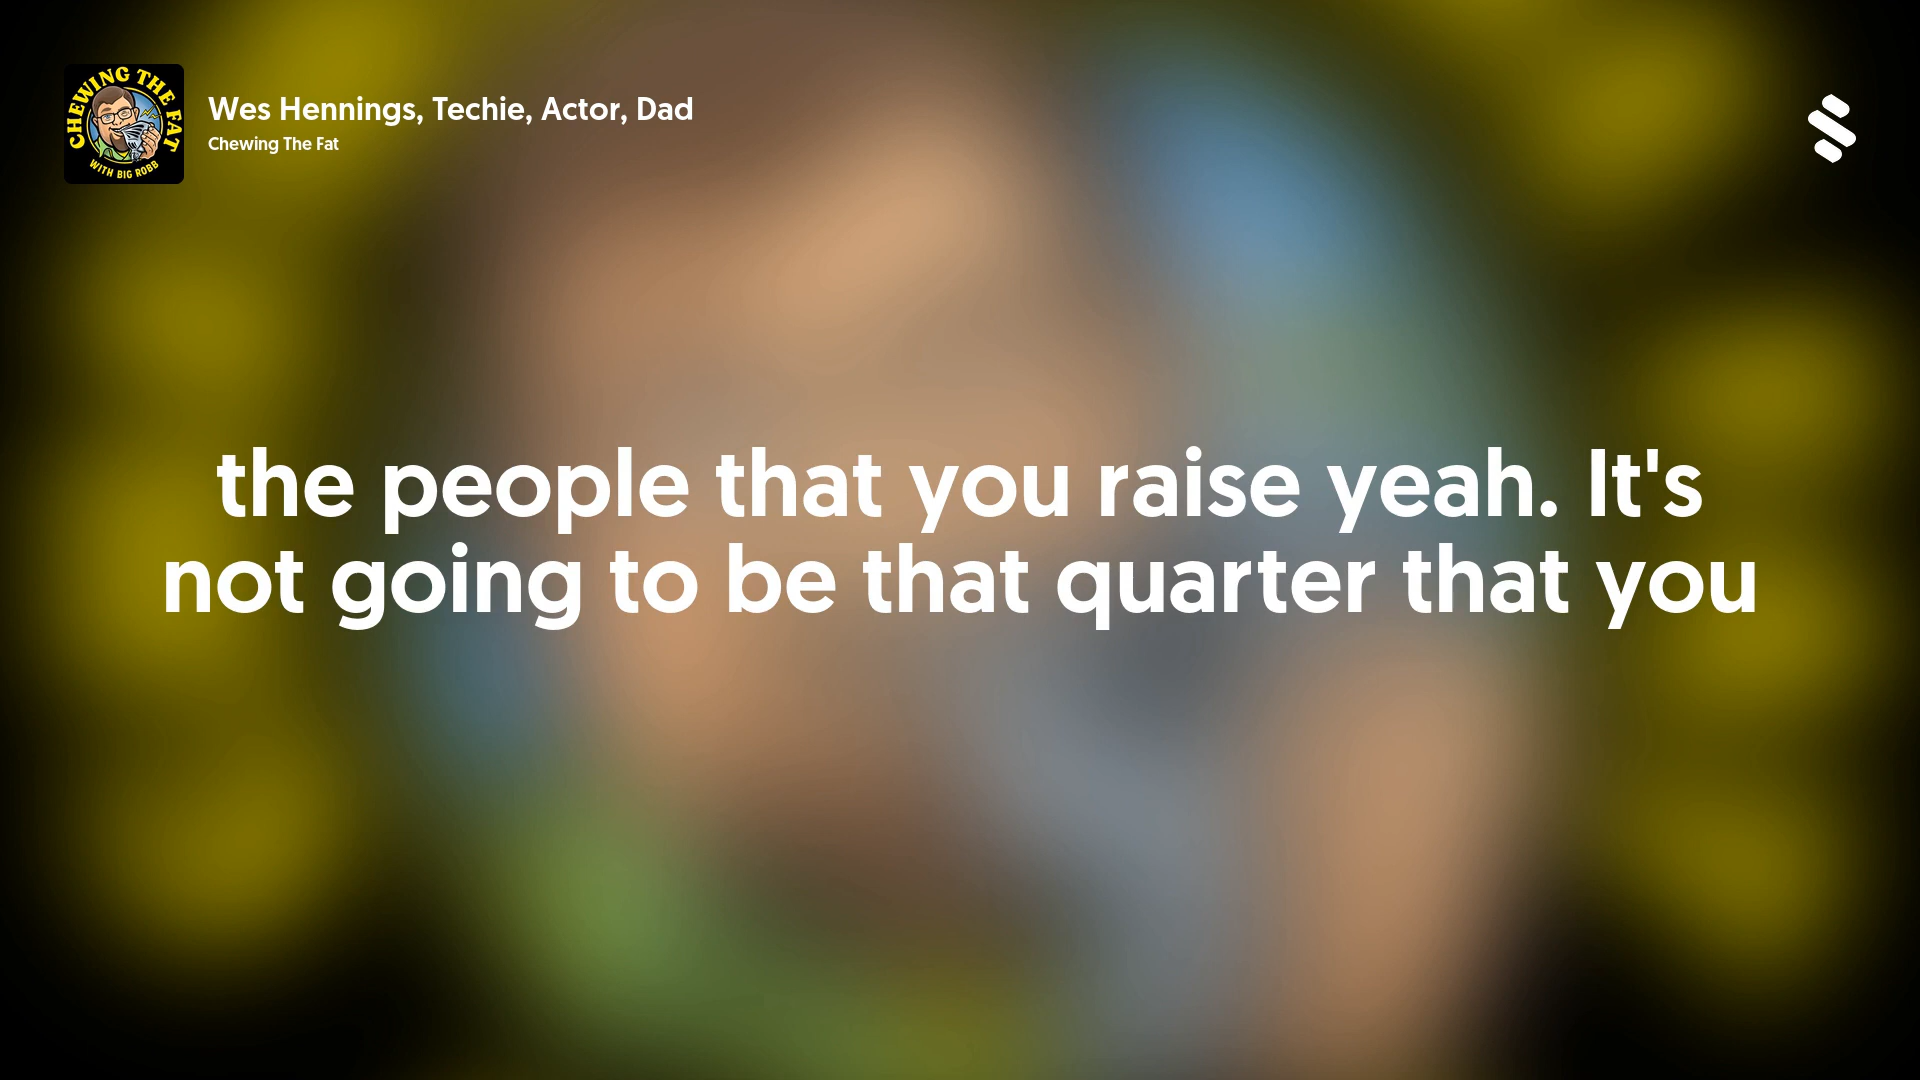 CHEWING THE FAT
WITH BIG ROBB
Wes Hennings, Techie, Actor, Dad
Chewing The Fat
the people that you raise yeah. It's
not going to be that quarter that you